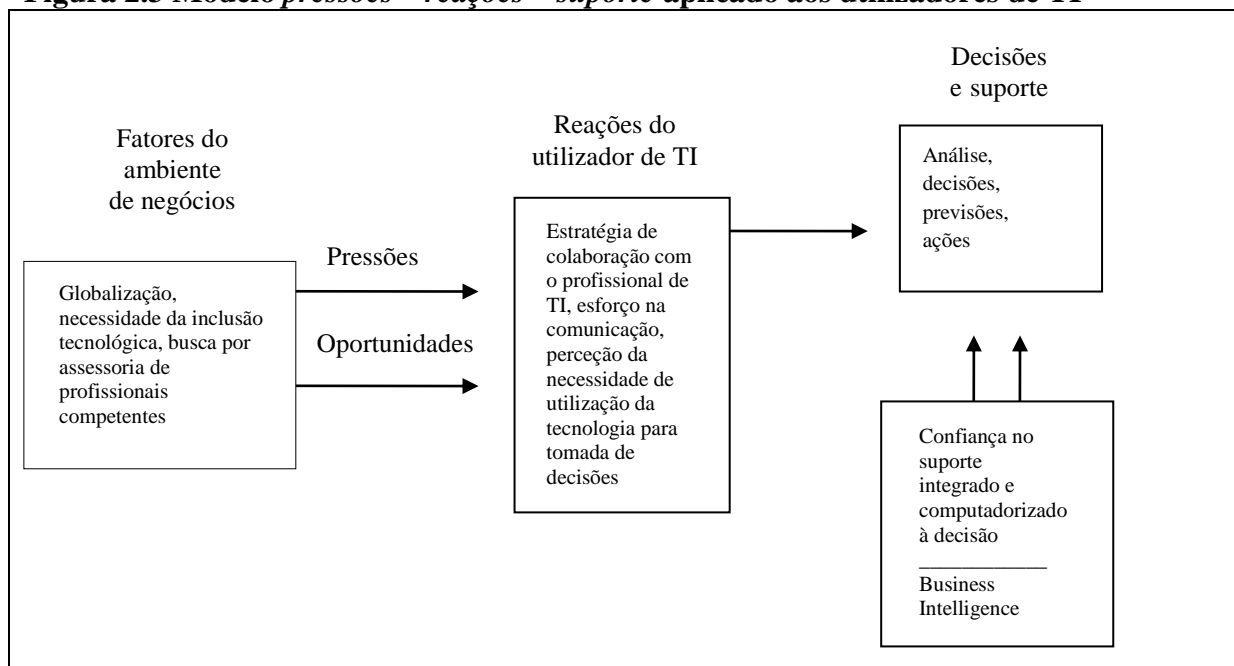 Figura 2.3 Modelo pressões – reações – suporte aplicado aos utilizadores de TI
Fatores do
ambiente
de negócios
Globalização,
necessidade da inclusão
tecnológica, busca por
assessoria de
profissionais
competentes
Pressões
Oportunidades
Reações do
utilizador de TI
Estratégia de
colaboração com
o profissional de
TI, esforço na
comunicação,
perceção da
necessidade de
utilização da
tecnologia para
tomada de
decisões
Decisões
e suporte
Análise,
decisões,
previsões,
ações
Confiança no
suporte
integrado e
computadorizado
à decisão
____________
Business
Intelligence